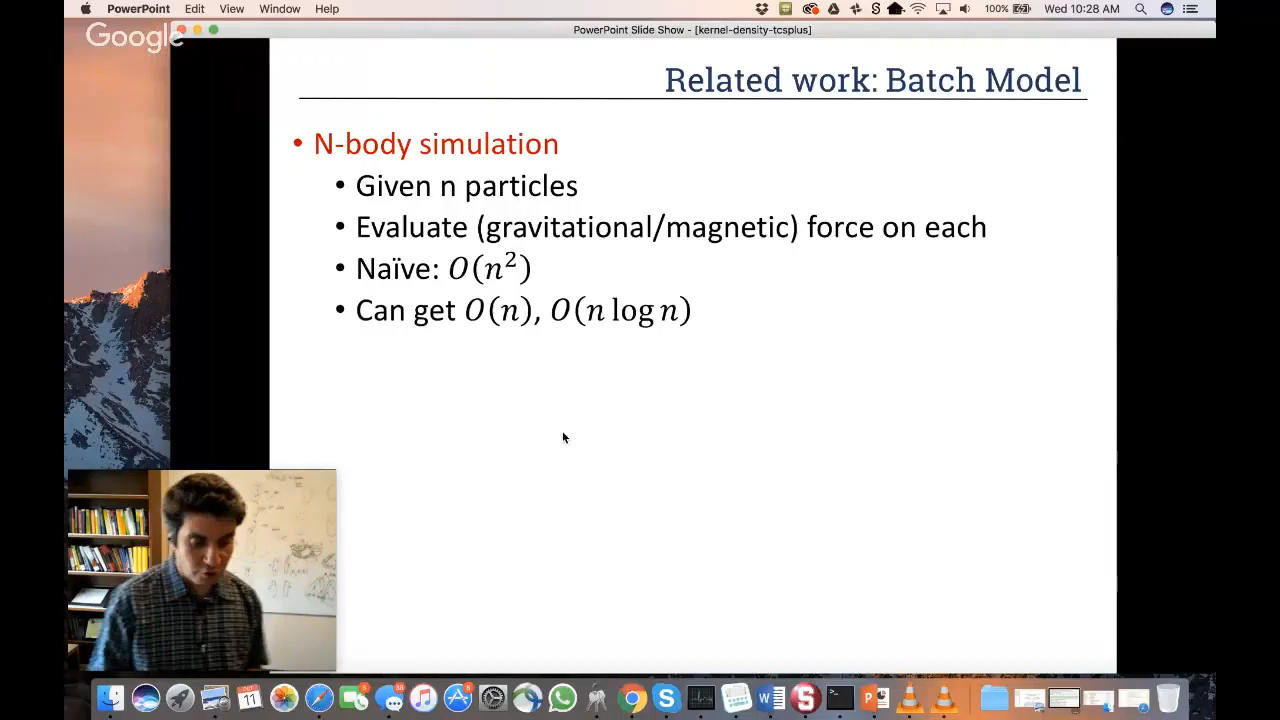 PowerPoint Edit View Window Help 100% Wed 10:28 AM
Google
PowerPoint Slide Show - [kernel-density-tcsplus]
Related work: Batch Model
• N-body simulation
• Given n particles
• Evaluate (gravitational/magnetic) force on each
• Naïve: O(n²)
• Can get O(n), O(n log n)